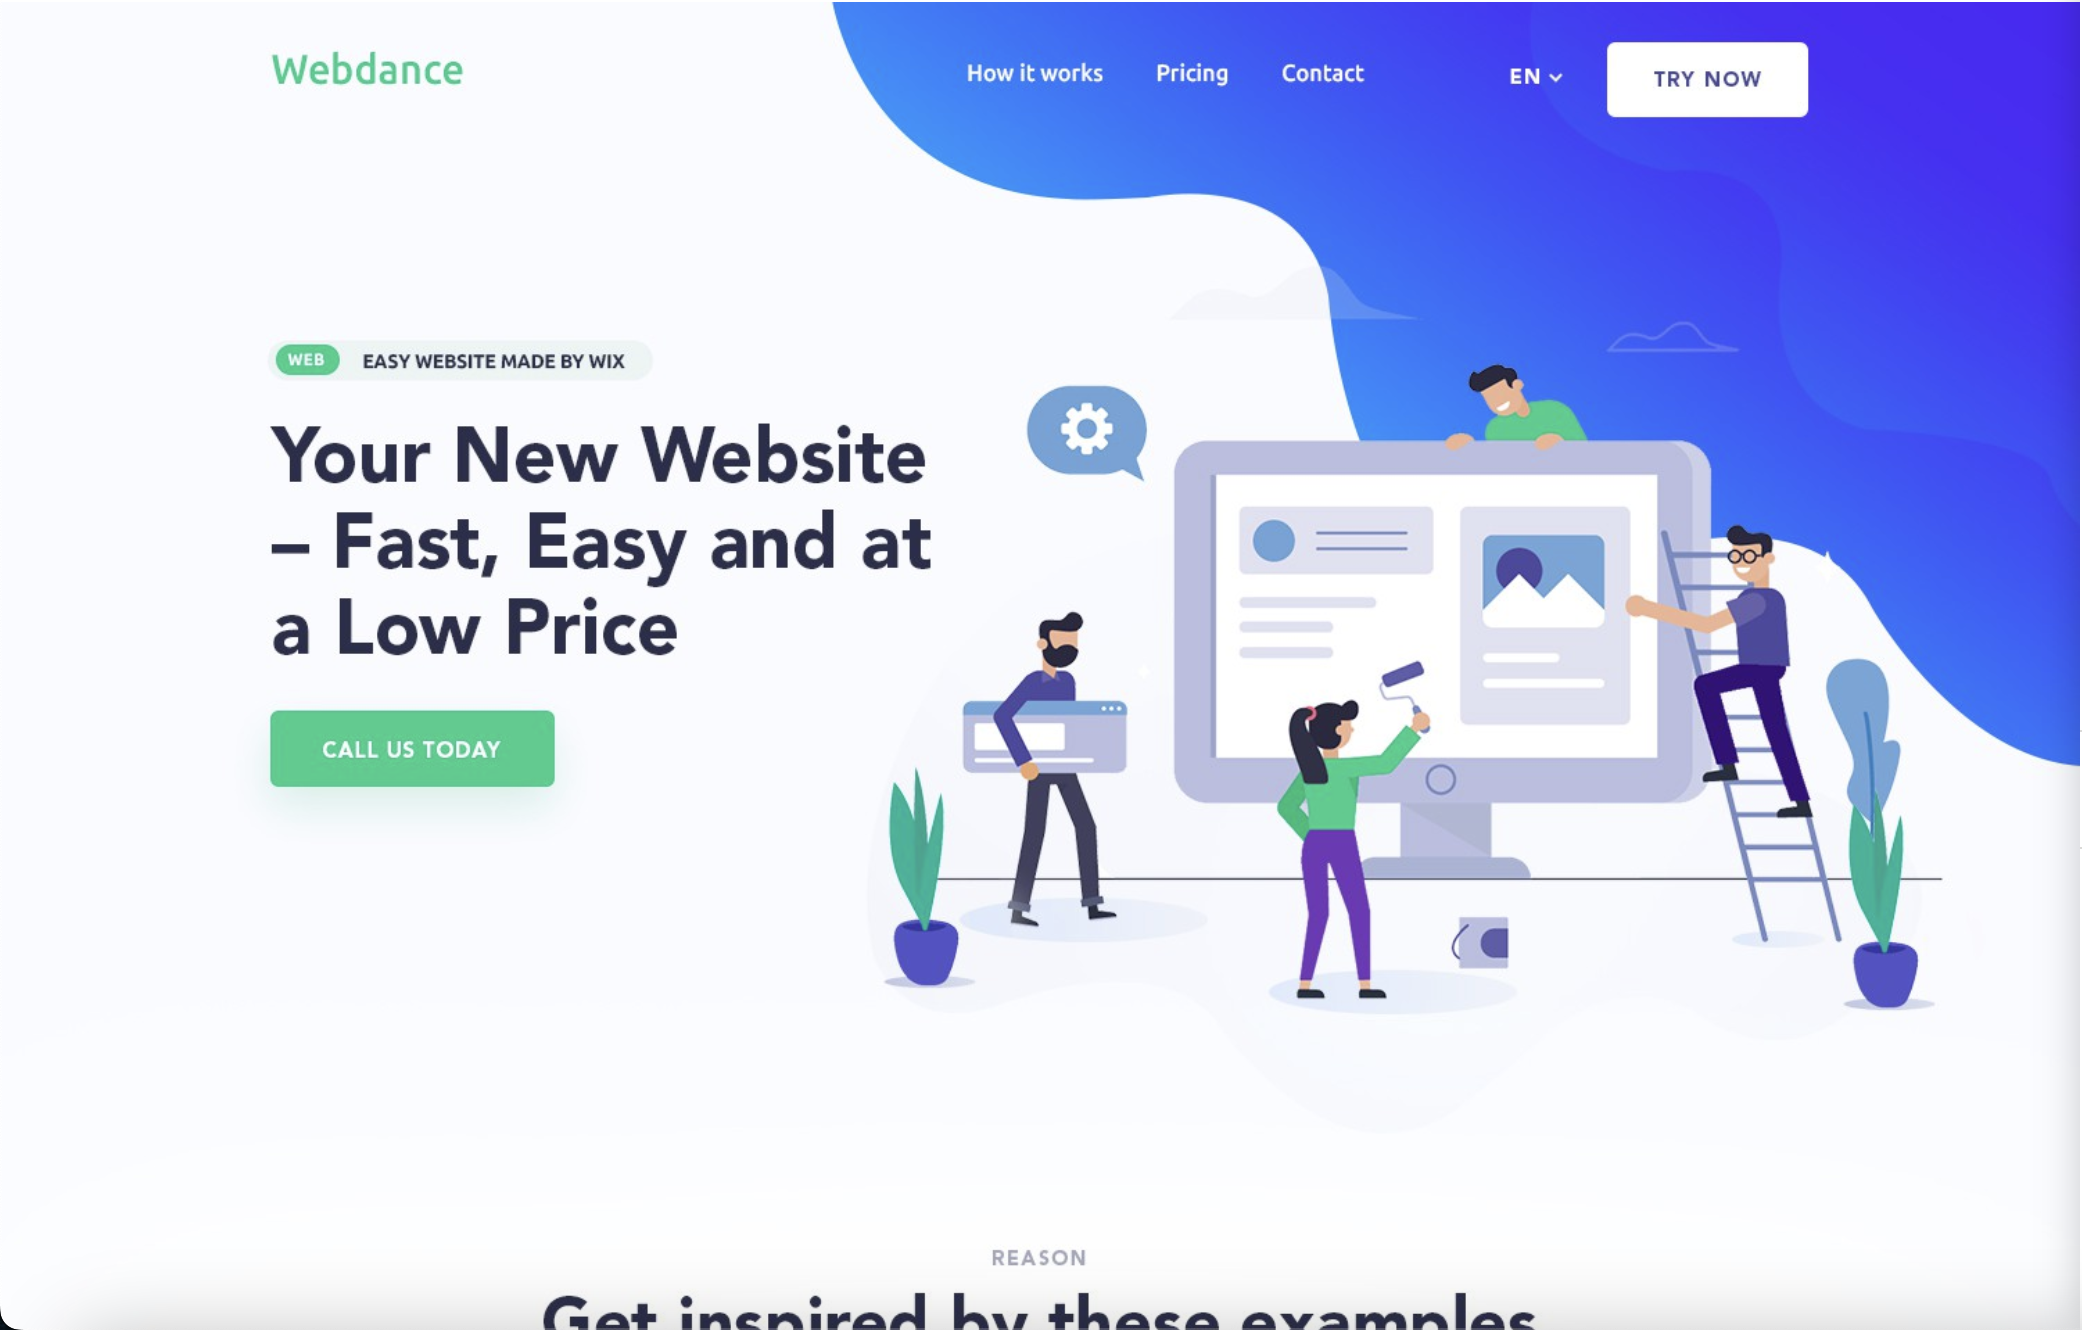 Webdance
How it works
Pricing
Contact
EN
TRY NOW
WEB
EASY WEBSITE MADE BY WIX
Your New Website
– Fast, Easy and at
a Low Price
CALL US TODAY
REASON
Get inspired by these examples